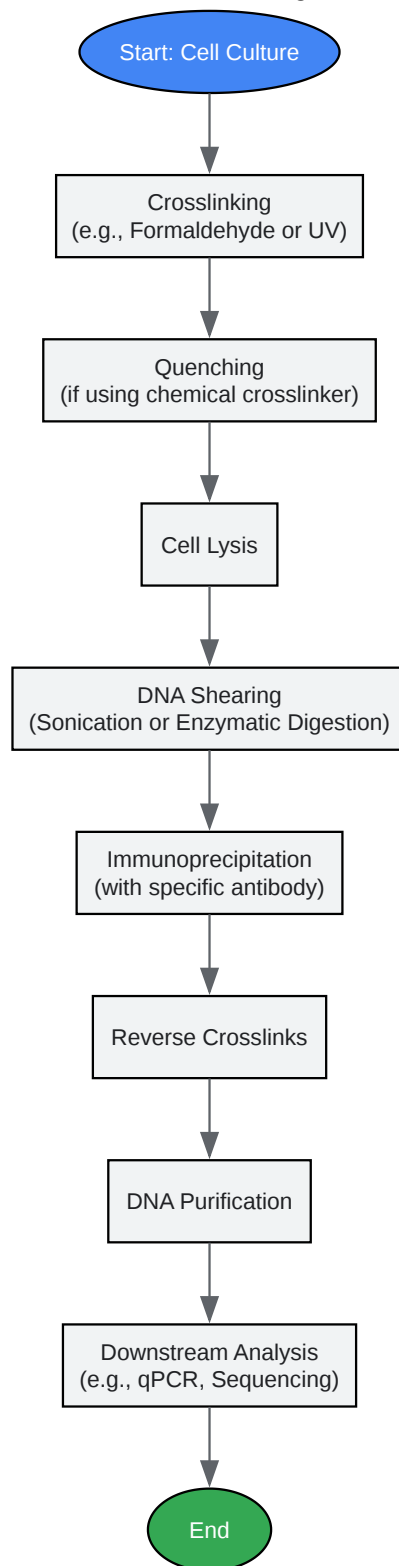 Start: Cell Culture
Crosslinking
(e.g., Formaldehyde or UV)
Quenching
(if using chemical crosslinker)
Cell Lysis
DNA Shearing
(Sonication or Enzymatic Digestion)
Immunoprecipitation
(with specific antibody)
Reverse Crosslinks
DNA Purification
Downstream Analysis
(e.g., qPCR, Sequencing)
End